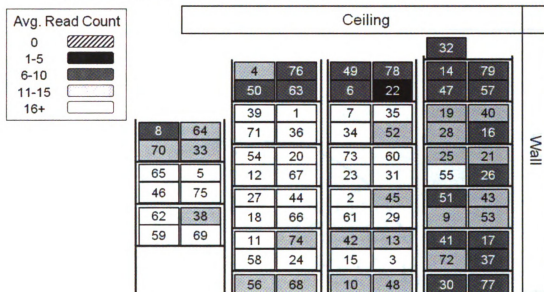 Avg. Read Count
0
1-5
6-10
11-15
16+
Ceiling
Wall
32
4 76 49 78 14 79
50 63 6 22 47 57
39 1 7 35 19 40
8 64 71 36 34 52 28 16
70 33 54 20 73 60 25 21
65 5 12 67 23 31 55 26
46 75 27 44 2 45 51 43
62 38 18 66 61 29 9 53
59 69 11 74 42 13 41 17
58 24 15 3 72 37
56 68 10 48 30 77